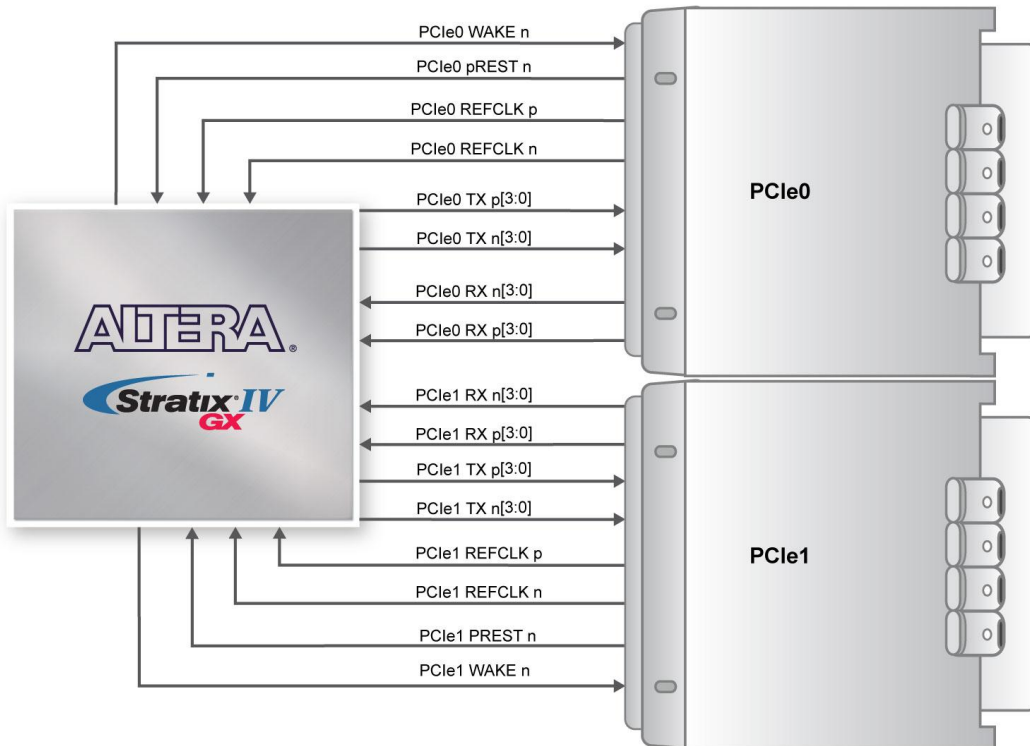 PCIe0 WAKE n
PCIe0 pREST n
PCIe0 REFCLK p
PCIe0 REFCLK n
PCIe0 TX p[3:0]
PCIe0 TX n[3:0]
PCIe0 RX n[3:0]
PCIe0 RX p[3:0]
PCIe0
ALTERA®
Stratix® IV
GX
PCIe1 RX n[3:0]
PCIe1 RX p[3:0]
PCIe1 TX p[3:0]
PCIe1 TX n[3:0]
PCIe1 REFCLK p
PCIe1 REFCLK n
PCIe1 PREST n
PCIe1 WAKE n
PCIe1